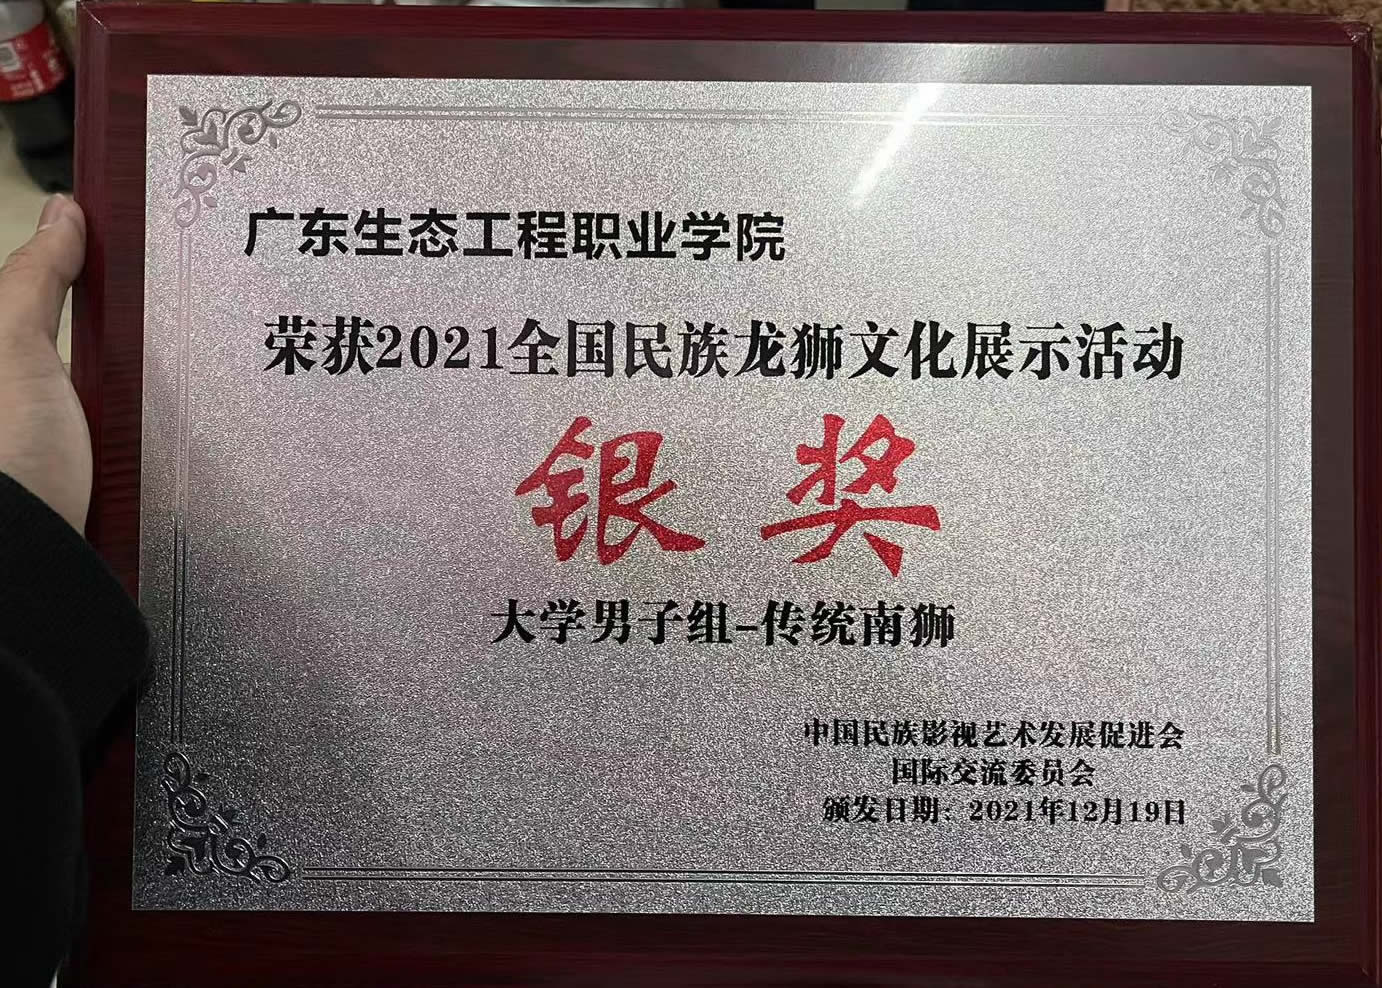 广东生态工程职业学院
荣获2021全国民族龙狮文化展示活动
银奖
大学男子组-传统南狮
中国民族影视艺术发展促进会
国际交流委员会
颁发日期：2021年12月19日